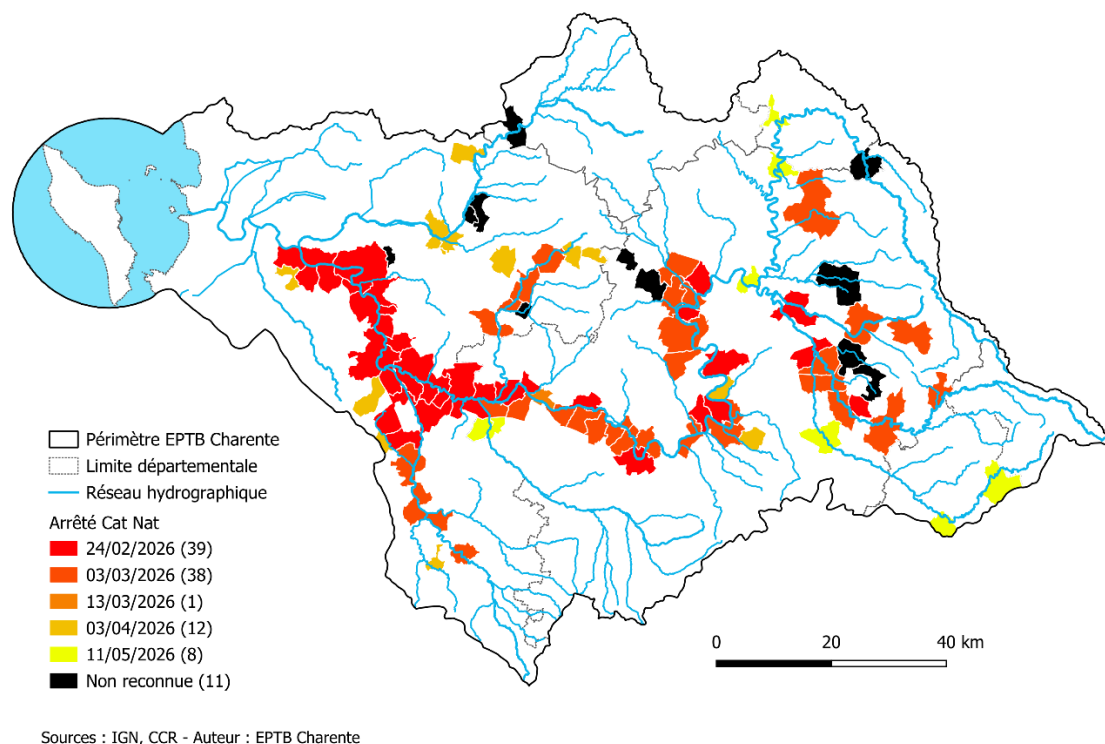 Périmètre EPTB Charente
Limite départementale
Réseau hydrographique
Arrêté Cat Nat
24/02/2026 (39)
03/03/2026 (38)
13/03/2026 (1)
03/04/2026 (12)
11/05/2026 (8)
Non reconnue (11)
0 20 40 km
Sources : IGN, CCR - Auteur : EPTB Charente